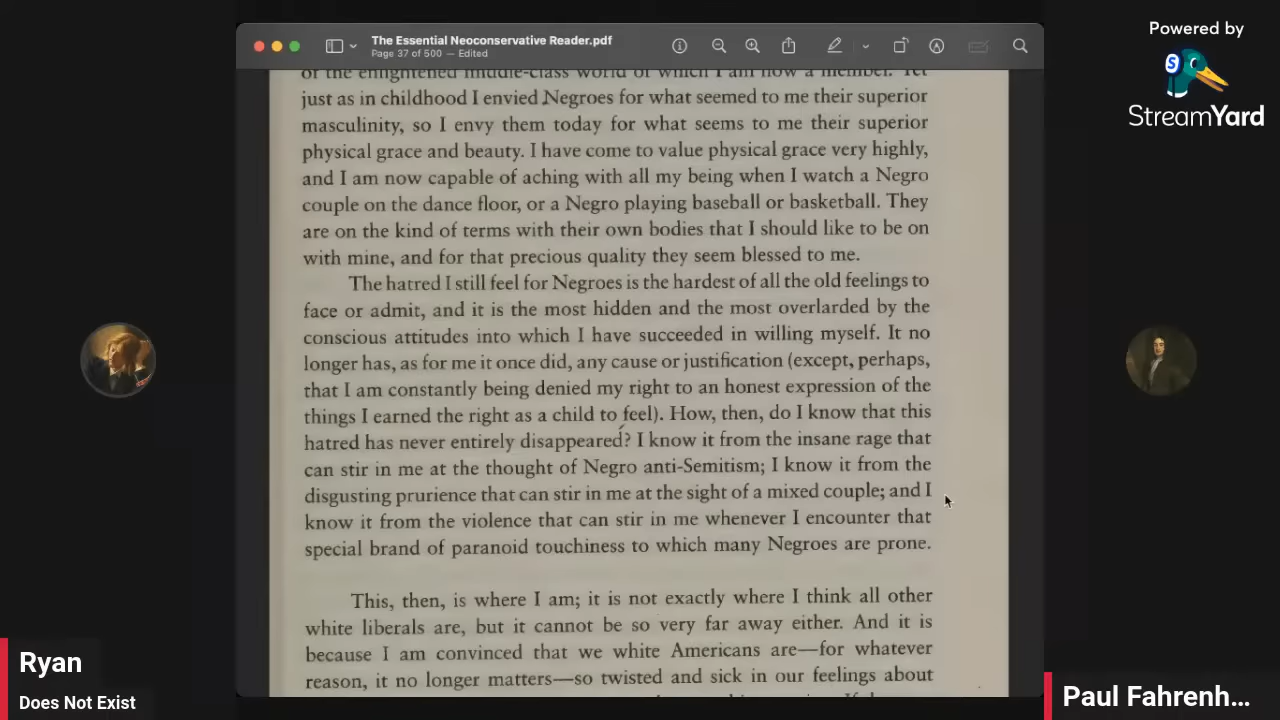 Powered by
StreamYard
The Essential Neoconservative Reader.pdf
Page 37 of 500 — Edited
of the enlightened middle-class world of which I am now a member. Yet
just as in childhood I envied Negroes for what seemed to me their superior
masculinity, so I envy them today for what seems to me their superior
physical grace and beauty. I have come to value physical grace very highly,
and I am now capable of aching with all my being when I watch a Negro
couple on the dance floor, or a Negro playing baseball or basketball. They
are on the kind of terms with their own bodies that I should like to be on
with mine, and for that precious quality they seem blessed to me.
The hatred I still feel for Negroes is the hardest of all the old feelings to
face or admit, and it is the most hidden and the most overlarded by the
conscious attitudes into which I have succeeded in willing myself. It no
longer has, as for me it once did, any cause or justification (except, perhaps,
that I am constantly being denied my right to an honest expression of the
things I earned the right as a child to feel). How, then, do I know that this
hatred has never entirely disappeared? I know it from the insane rage that
can stir in me at the thought of Negro anti-Semitism; I know it from the
disgusting prurience that can stir in me at the sight of a mixed couple; and I
know it from the violence that can stir in me whenever I encounter that
special brand of paranoid touchiness to which many Negroes are prone.
This, then, is where I am; it is not exactly where I think all other
white liberals are, but it cannot be so very far away either. And it is
because I am convinced that we white Americans are—for whatever
reason, it no longer matters—so twisted and sick in our feelings about
Ryan
Does Not Exist
Paul Fahrenh...